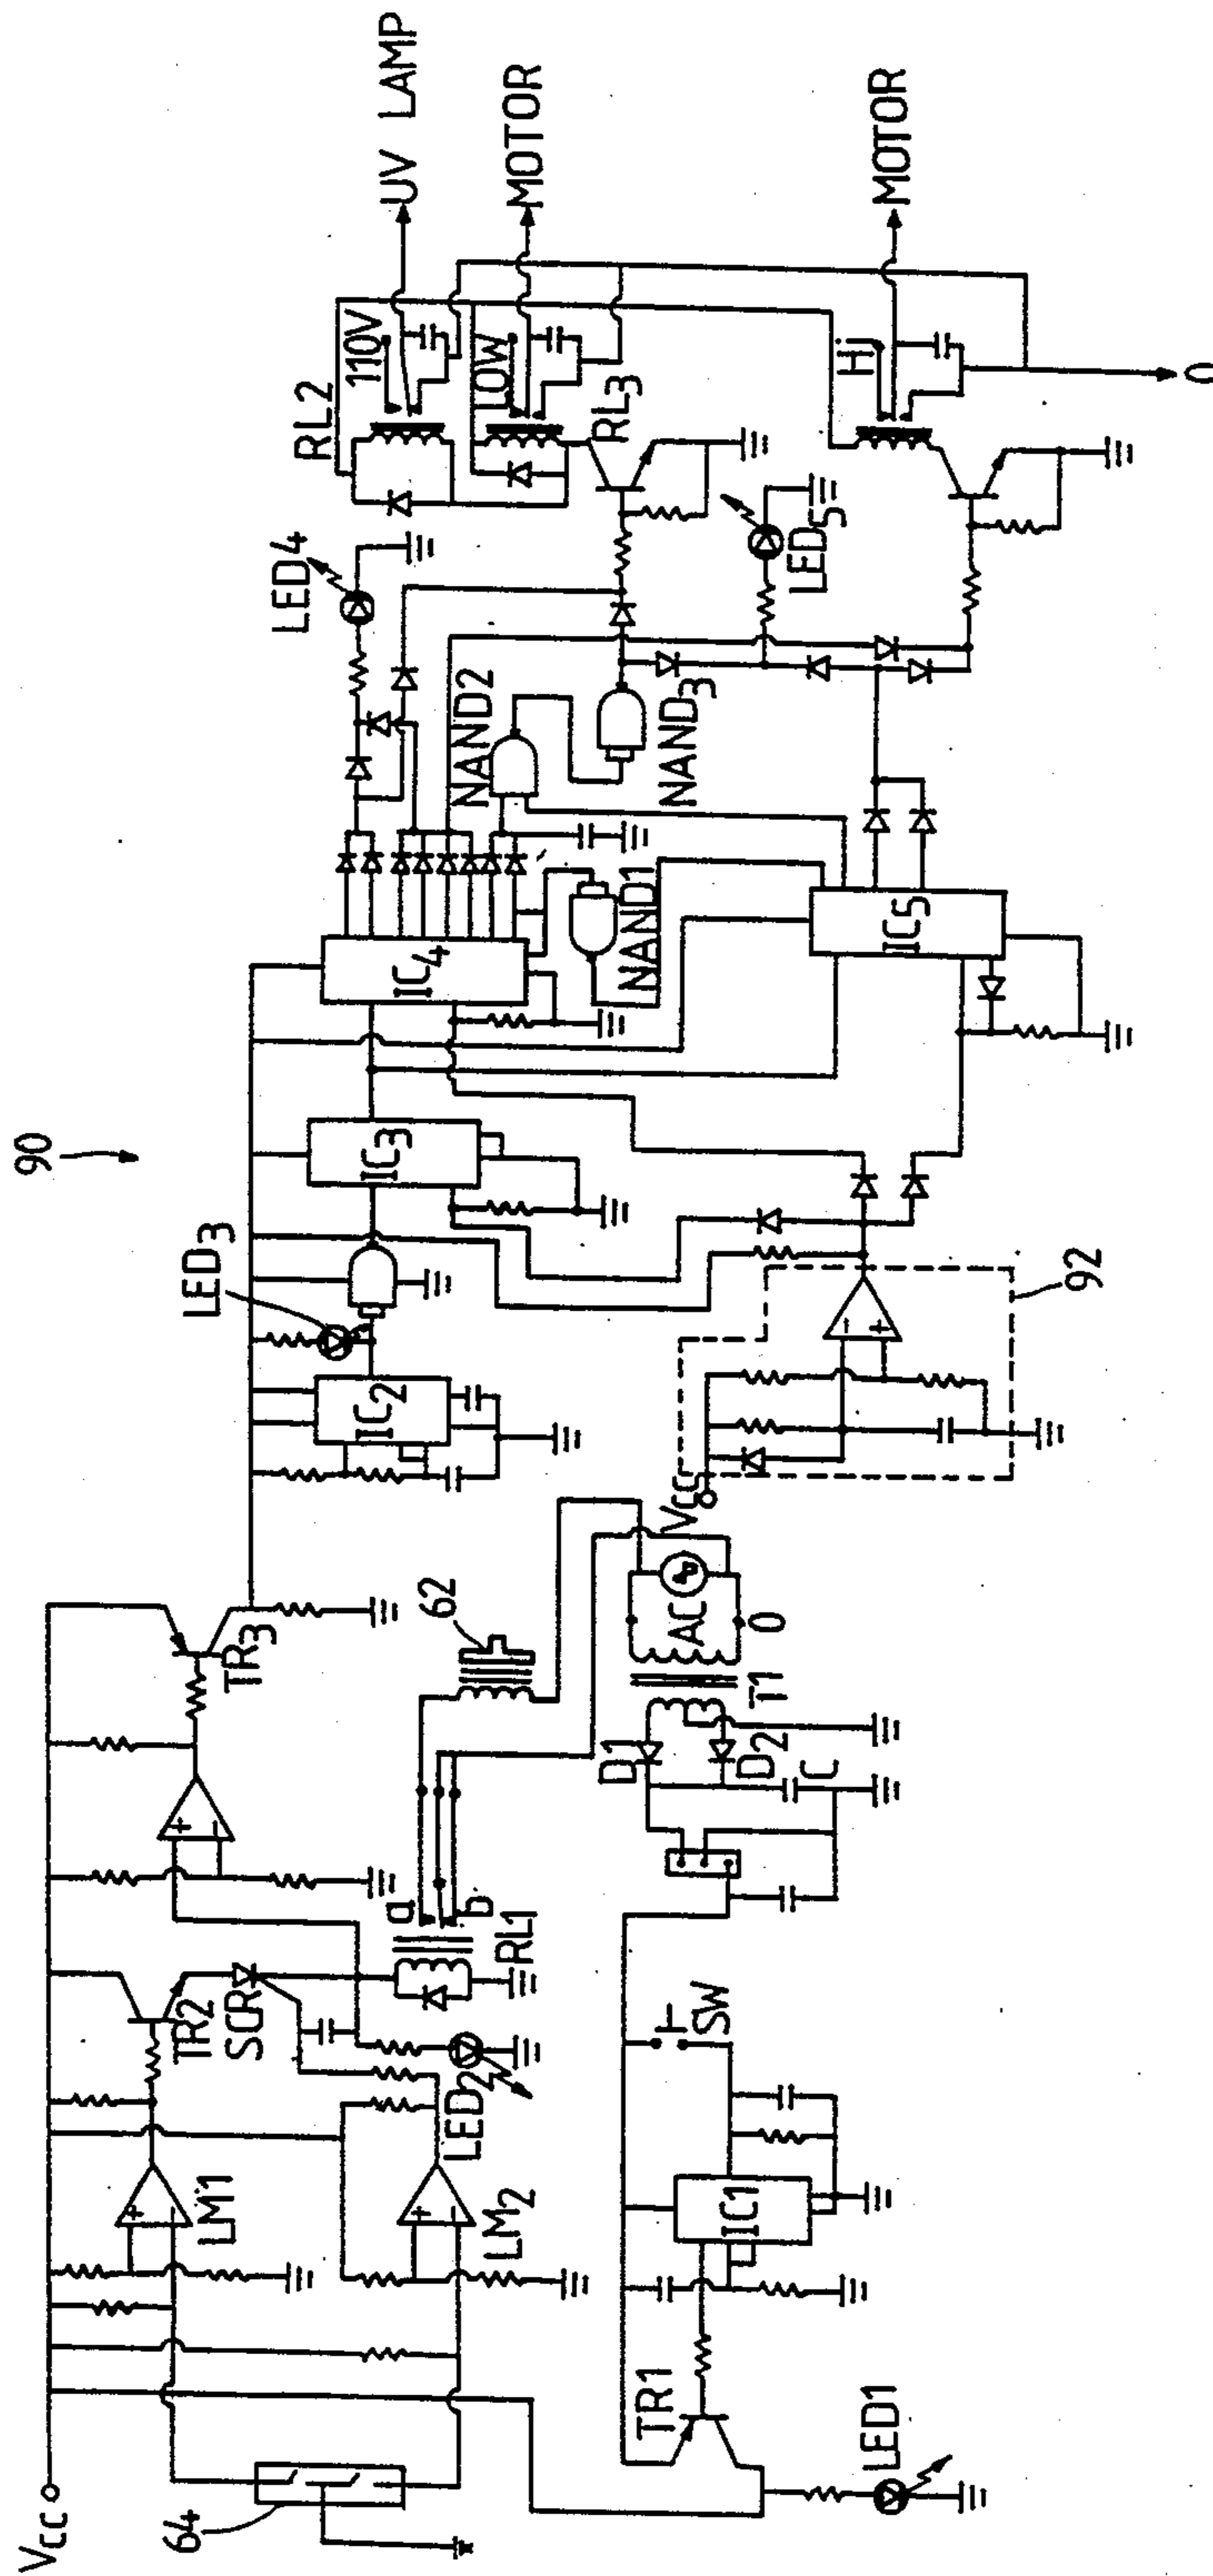 90
Vcc
64
LM1
LM2
TR2
SCR
LED2
a
b
RL1
TR3
62
LED3
IC2
IC3
IC4
LED4
RL2
110V
UV LAMP
LOW
MOTOR
RL3
NAND2
NAND3
NAND1
LED5
IC5
Hi
MOTOR
0
TR1
LED1
IC1
SW
D1
D2
C
T1
AC
0
Vcc
92
+
-
+
-
+
-
-
+